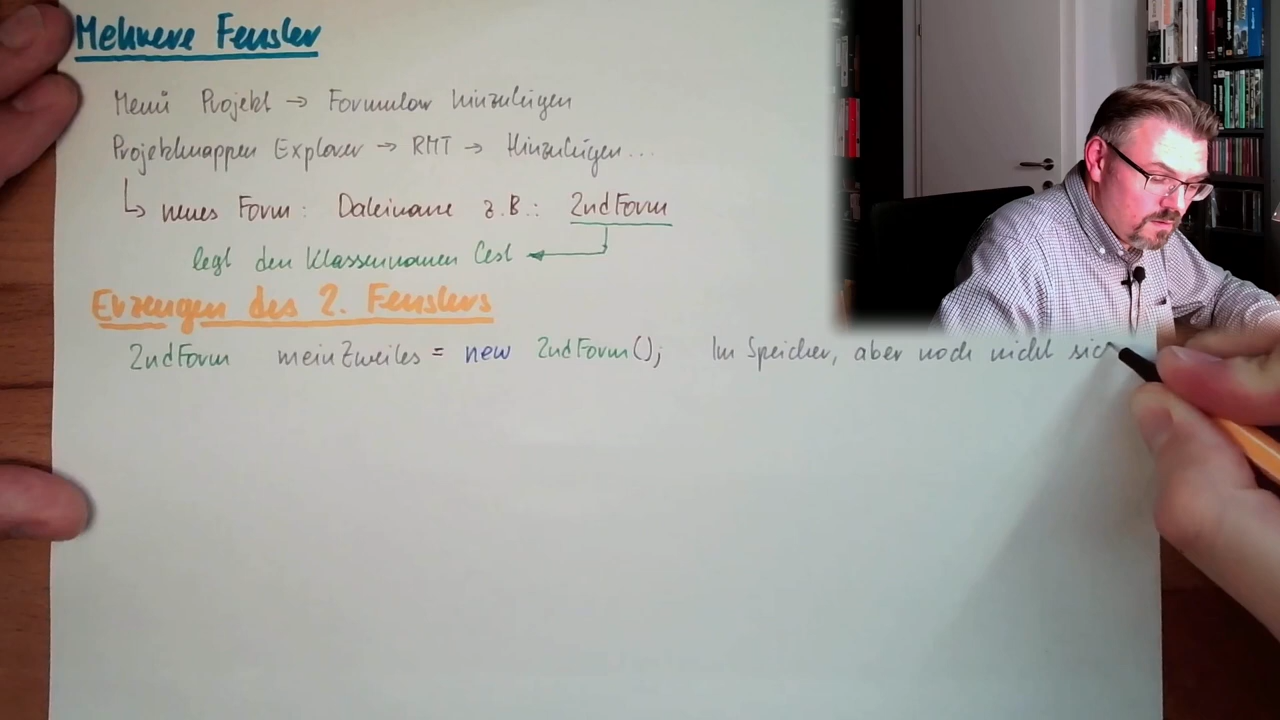 Mehrere Fenster
Menü Projekt → Formular hinzufügen
Projektmappen Explorer → RMT → Hinzufügen...
↳ neues Form: Dateiname z.B.: 2ndForm
legt den Klassennamen fest
Erzeugen des 2. Fensters
2ndForm meinZweites = new 2ndForm(); Im Speicher, aber noch nicht sic